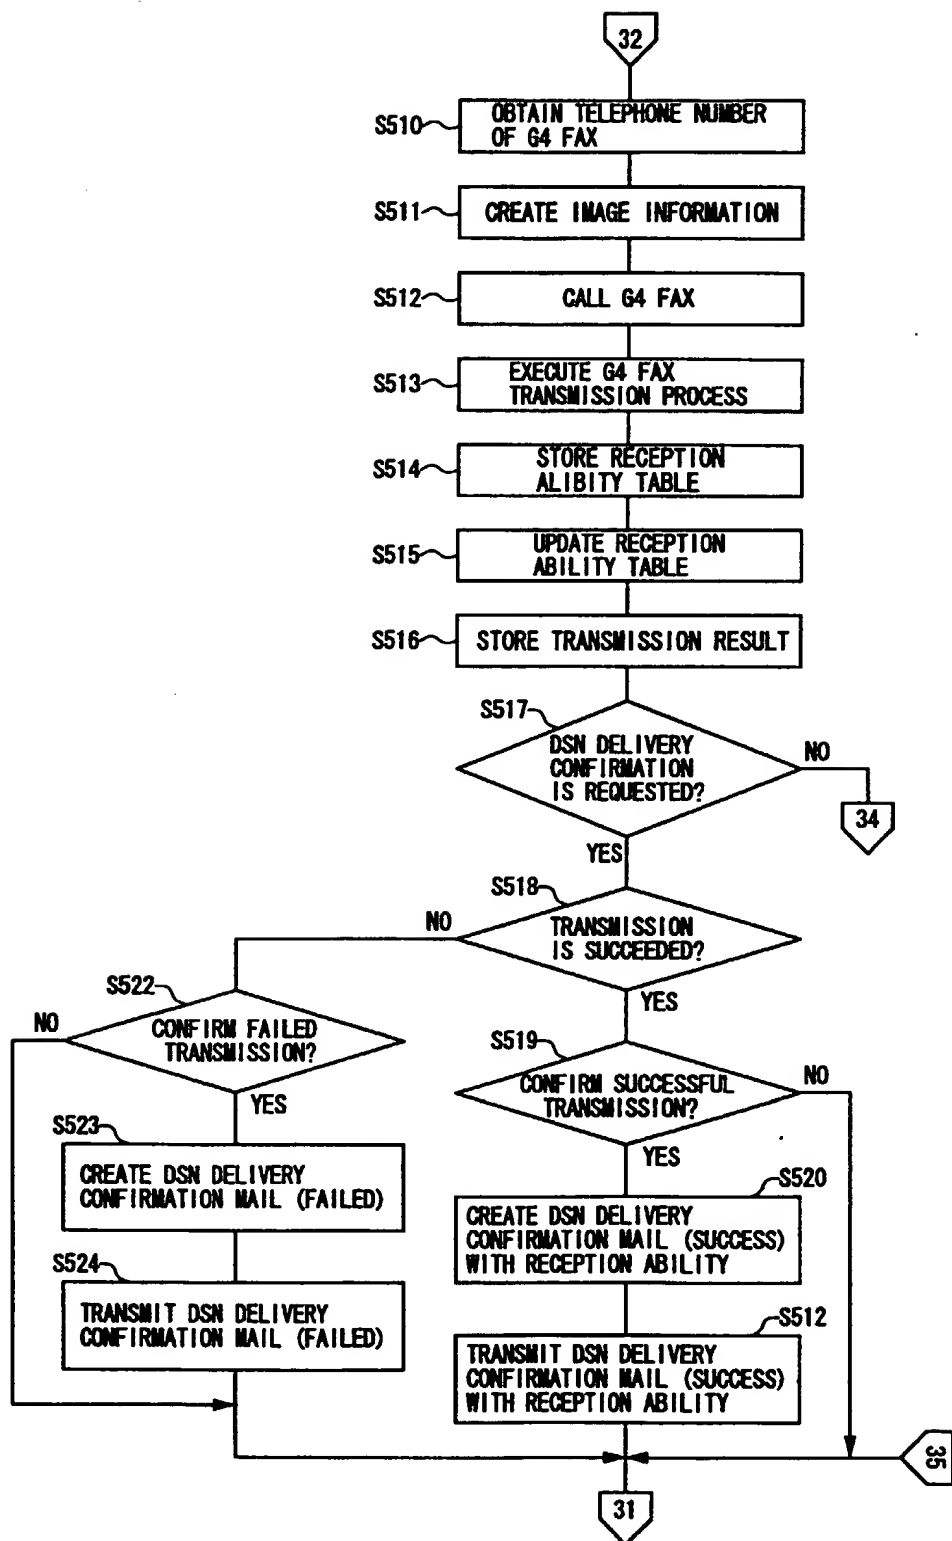 32
S510
OBTAIN TELEPHONE NUMBER
OF G4 FAX
S511
CREATE IMAGE INFORMATION
S512
CALL G4 FAX
S513
EXECUTE G4 FAX
TRANSMISSION PROCESS
S514
STORE RECEPTION
ALIBITY TABLE
S515
UPDATE RECEPTION
ABILITY TABLE
S516
STORE TRANSMISSION RESULT
S517
DSN DELIVERY
CONFIRMATION
IS REQUESTED?
NO
34
YES
S518
TRANSMISSION
IS SUCCEEDED?
NO
YES
S522
CONFIRM FAILED
TRANSMISSION?
NO
YES
S519
CONFIRM SUCCESSFUL
TRANSMISSION?
NO
YES
S523
CREATE DSN DELIVERY
CONFIRMATION MAIL (FAILED)
S520
CREATE DSN DELIVERY
CONFIRMATION MAIL (SUCCESS)
WITH RECEPTION ABILITY
S524
TRANSMIT DSN DELIVERY
CONFIRMATION MAIL (FAILED)
S512
TRANSMIT DSN DELIVERY
CONFIRMATION MAIL (SUCCESS)
WITH RECEPTION ABILITY
35
31